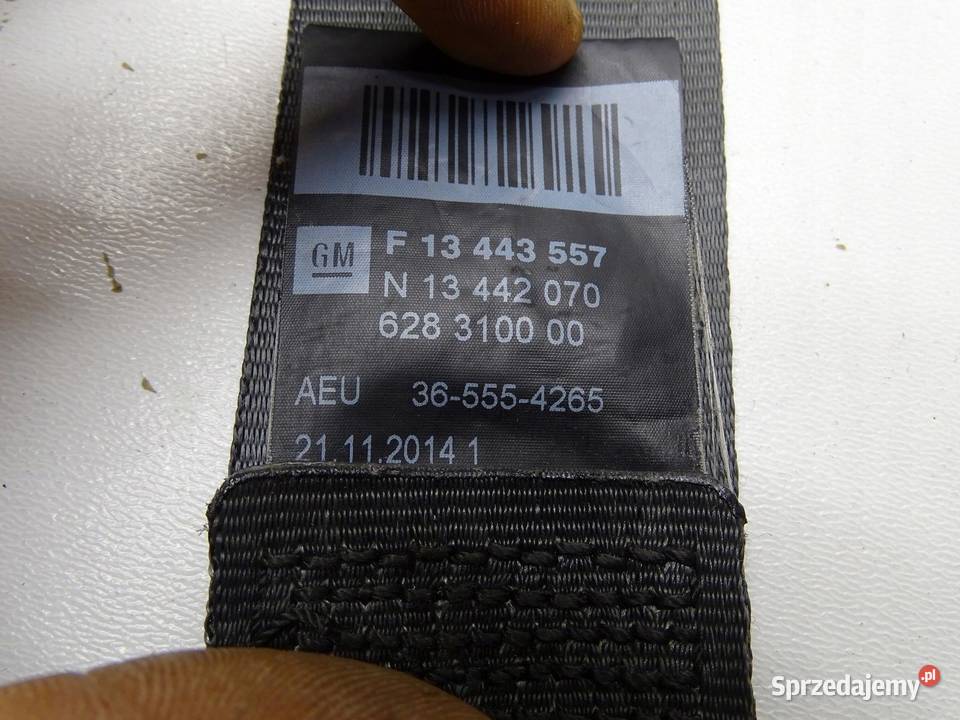 GM
F 13 443 557
N 13 442 070
628 3100 00
AEU 36-555-4265
21.11.2014 1
Sprzedajemy.pl